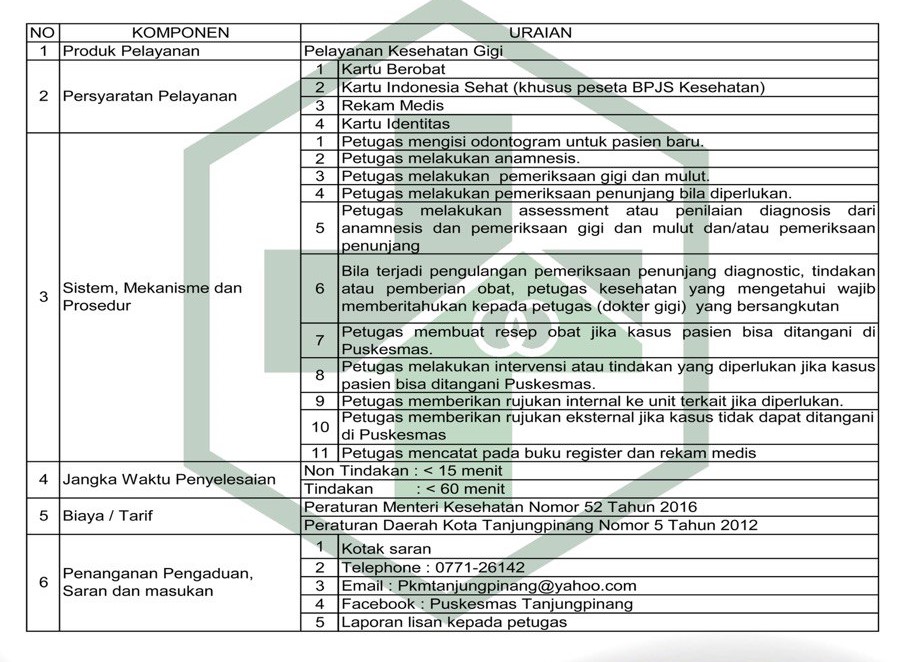 NO KOMPONEN URAIAN
1 Produk Pelayanan Pelayanan Kesehatan Gigi
2 Persyaratan Pelayanan
1 Kartu Berobat
2 Kartu Indonesia Sehat (khusus peseta BPJS Kesehatan)
3 Rekam Medis
4 Kartu Identitas
3 Sistem, Mekanisme dan
Prosedur
1 Petugas mengisi odontogram untuk pasien baru.
2 Petugas melakukan anamnesis.
3 Petugas melakukan pemeriksaan gigi dan mulut.
4 Petugas melakukan pemeriksaan penunjang bila diperlukan.
5 Petugas melakukan assessment atau penilaian diagnosis dari
anamnesis dan pemeriksaan gigi dan mulut dan/atau pemeriksaan
penunjang
6 Bila terjadi pengulangan pemeriksaan penunjang diagnostic, tindakan
atau pemberian obat, petugas kesehatan yang mengetahui wajib
memberitahukan kepada petugas (dokter gigi) yang bersangkutan
7 Petugas membuat resep obat jika kasus pasien bisa ditangani di
Puskesmas.
8 Petugas melakukan intervensi atau tindakan yang diperlukan jika kasus
pasien bisa ditangani Puskesmas.
9 Petugas memberikan rujukan internal ke unit terkait jika diperlukan.
10 Petugas memberikan rujukan eksternal jika kasus tidak dapat ditangani
di Puskesmas
11 Petugas mencatat pada buku register dan rekam medis
4 Jangka Waktu Penyelesaian
Non Tindakan : < 15 menit
Tindakan : < 60 menit
5 Biaya / Tarif
Peraturan Menteri Kesehatan Nomor 52 Tahun 2016
Peraturan Daerah Kota Tanjungpinang Nomor 5 Tahun 2012
6 Penanganan Pengaduan,
Saran dan masukan
1 Kotak saran
2 Telephone : 0771-26142
3 Email : Pkmtanjungpinang@yahoo.com
4 Facebook : Puskesmas Tanjungpinang
5 Laporan lisan kepada petugas